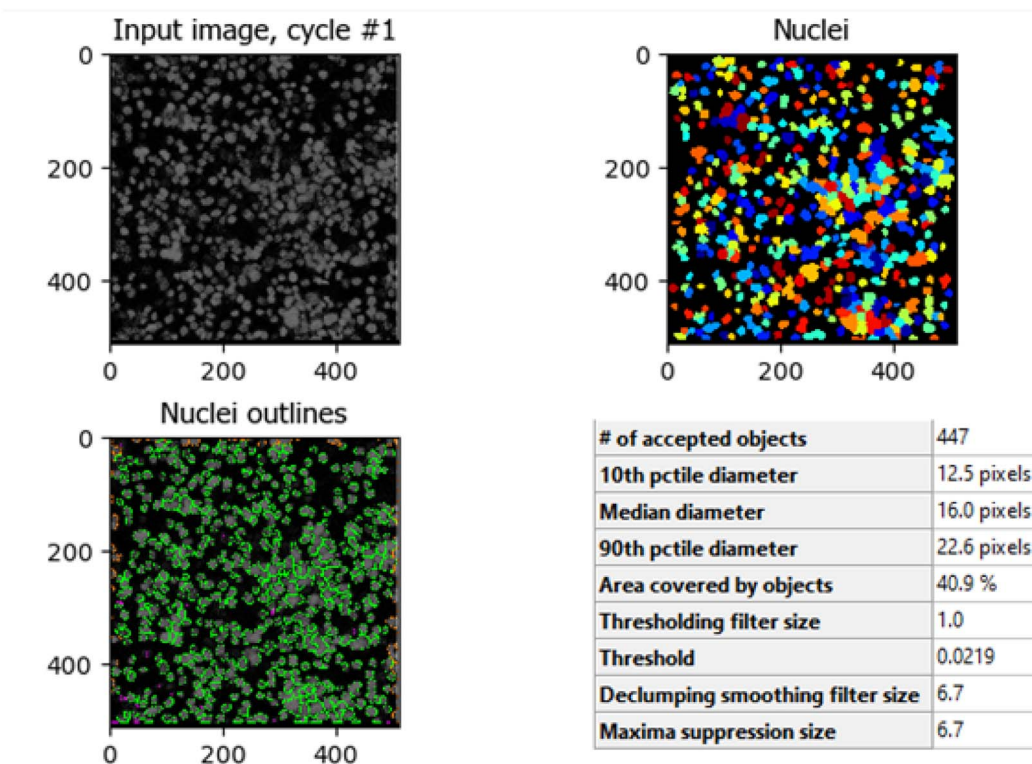 Input image, cycle #1
0
200
400
0 200 400
Nuclei
0
200
400
0 200 400
Nuclei outlines
0
200
400
0 200 400
# of accepted objects 447
10th pctile diameter 12.5 pixels
Median diameter 16.0 pixels
90th pctile diameter 22.6 pixels
Area covered by objects 40.9 %
Thresholding filter size 1.0
Threshold 0.0219
Declumping smoothing filter size 6.7
Maxima suppression size 6.7